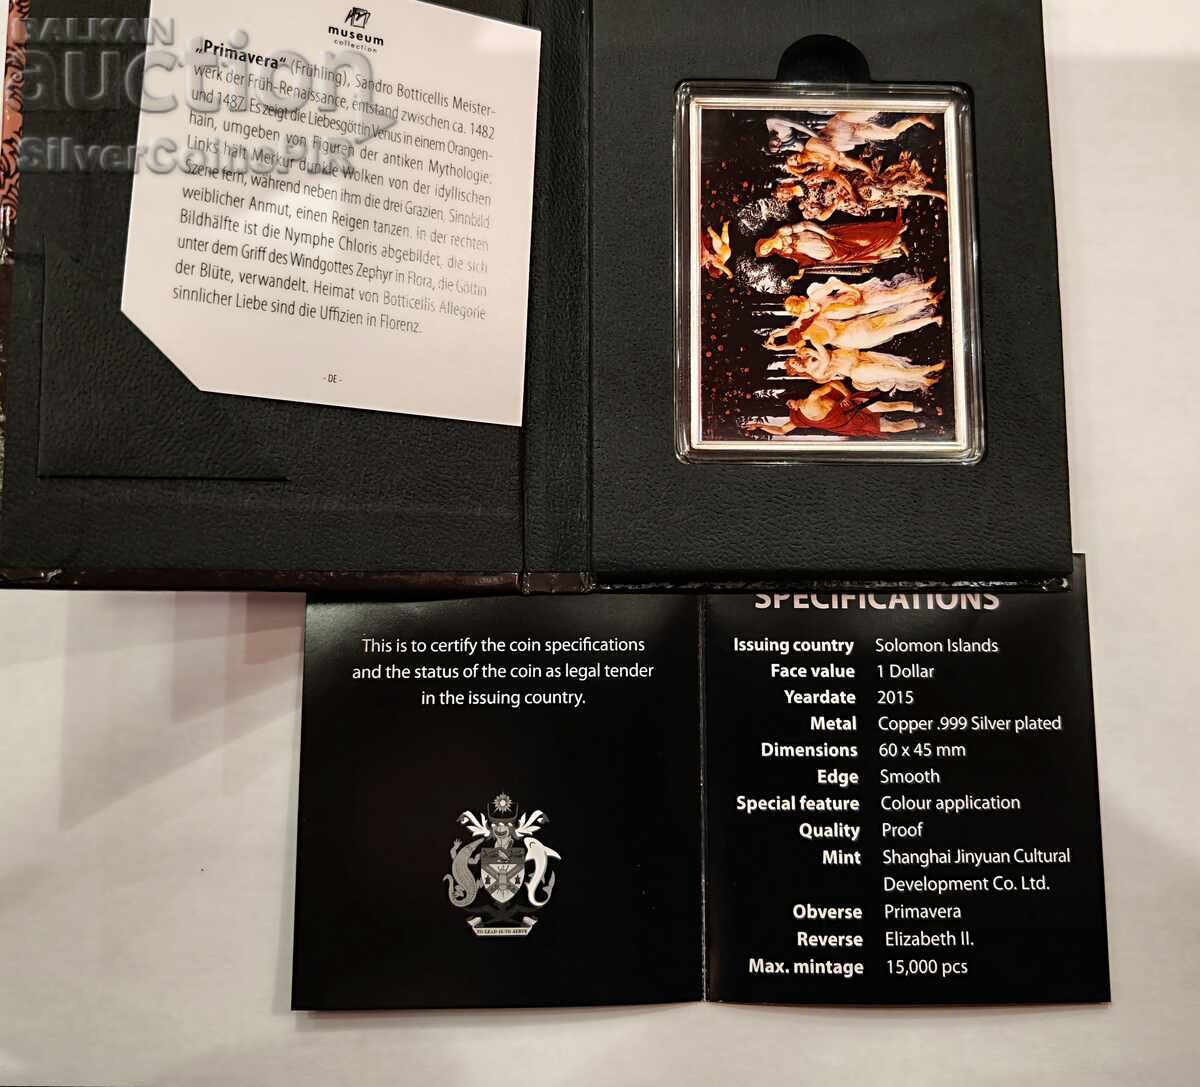 BALKAN
auction
SilverCoins
museum
collection
„Primavera“ (Frühling), Sandro Botticellis Meister-
werk der Früh-Renaissance, entstand zwischen ca. 1482
und 1487. Es zeigt die Liebesgöttin Venus in einem Orangen-
hain, umgeben von Figuren der antiken Mythologie:
Links hält Merkur dunkle Wolken von der idyllischen
Szene fern, während neben ihm die drei Grazien, Sinnbild
weiblicher Anmut, einen Reigen tanzen. in der rechten
Bildhälfte ist die Nymphe Chloris abgebildet, die sich
unter dem Griff des Windgottes Zephyr in Flora, die Göttin
der Blüte, verwandelt. Heimat von Botticellis Allegorie
sinnlicher Liebe sind die Uffizien in Florenz.
- DE -
This is to certify the coin specifications
and the status of the coin as legal tender
in the issuing country.
TO LEAD IS TO SERVE
SPECIFICATIONS
Issuing country Solomon Islands
Face value 1 Dollar
Yeardate 2015
Metal Copper .999 Silver plated
Dimensions 60 x 45 mm
Edge Smooth
Special feature Colour application
Quality Proof
Mint Shanghai Jinyuan Cultural
Development Co. Ltd.
Obverse Primavera
Reverse Elizabeth II.
Max. mintage 15,000 pcs